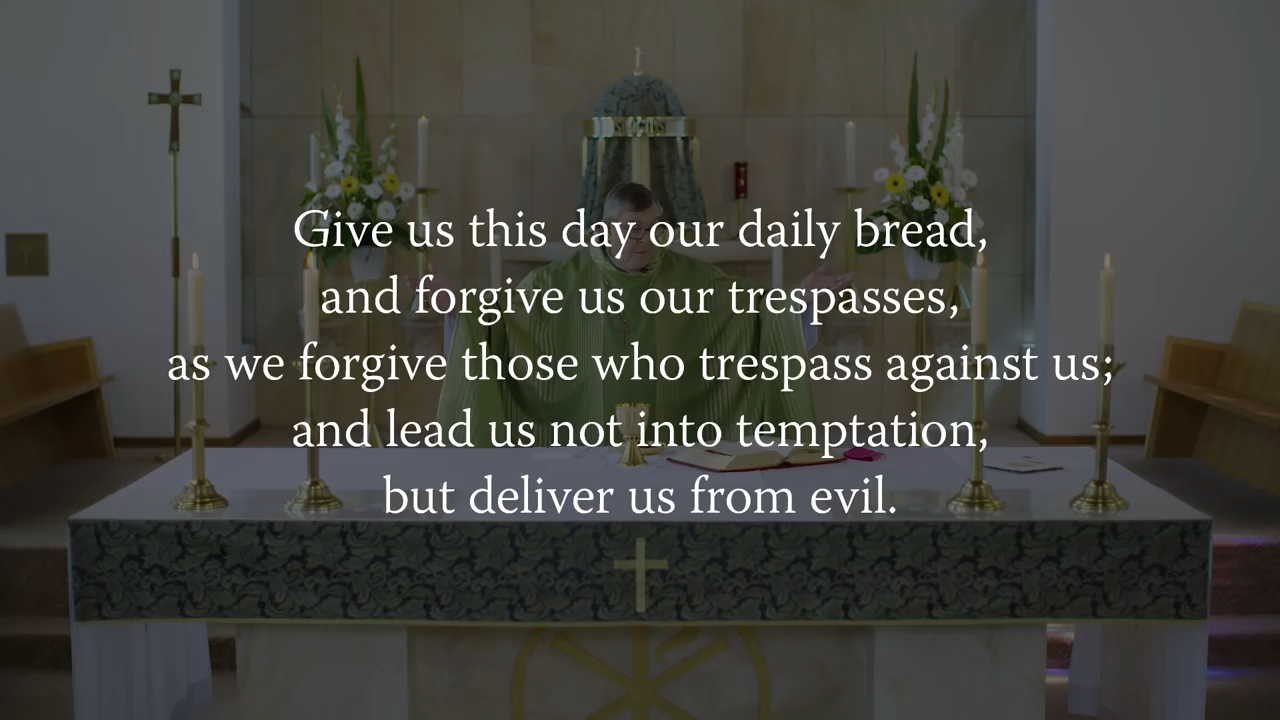 Give us this day our daily bread,
and forgive us our trespasses,
as we forgive those who trespass against us;
and lead us not into temptation,
but deliver us from evil.